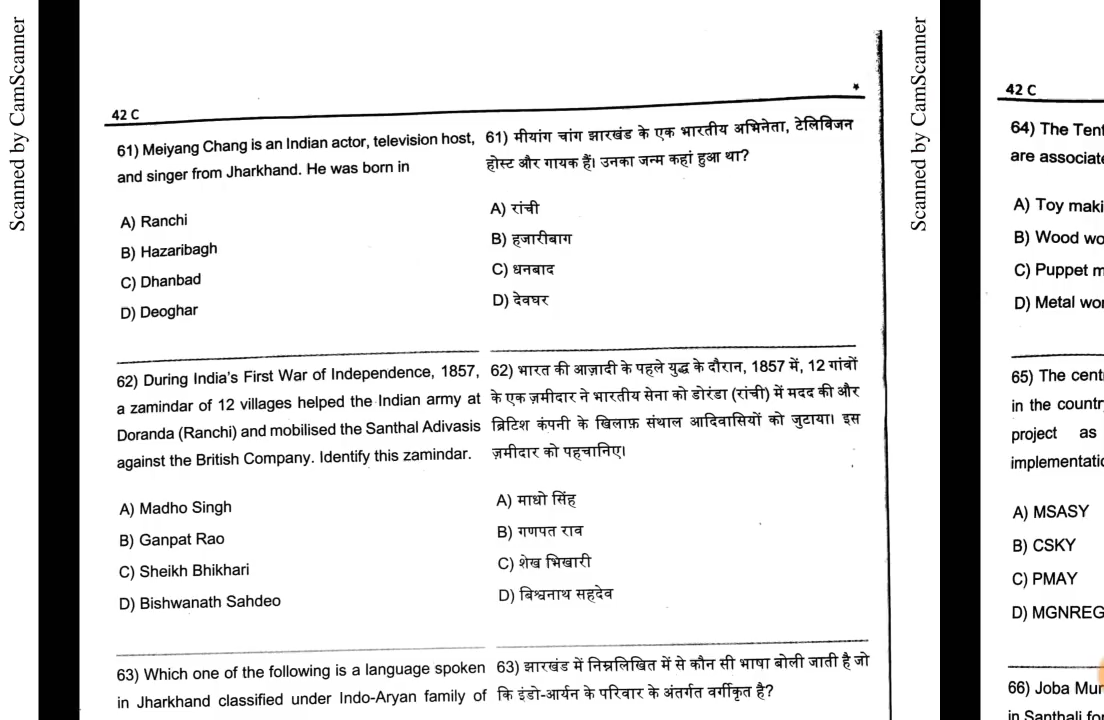 Scanned by CamScanner
42 C
*
61) Meiyang Chang is an Indian actor, television host,
and singer from Jharkhand. He was born in
A) Ranchi
B) Hazaribagh
C) Dhanbad
D) Deoghar
61) मीयांग चांग झारखंड के एक भारतीय अभिनेता, टेलिबिजन
होस्ट और गायक हैं। उनका जन्म कहां हुआ था?
A) रांची
B) हजारीबाग
C) धनबाद
D) देवघर
62) During India's First War of Independence, 1857,
a zamindar of 12 villages helped the Indian army at
Doranda (Ranchi) and mobilised the Santhal Adivasis
against the British Company. Identify this zamindar.
A) Madho Singh
B) Ganpat Rao
C) Sheikh Bhikhari
D) Bishwanath Sahdeo
62) भारत की आज़ादी के पहले युद्ध के दौरान, 1857 में, 12 गांवों
के एक ज़मीदार ने भारतीय सेना को डोरंडा (रांची) में मदद की और
ब्रिटिश कंपनी के खिलाफ़ संथाल आदिवासियों को जुटाया। इस
ज़मीदार को पहचानिए।
A) माधो सिंह
B) गणपत राव
C) शेख भिखारी
D) बिश्वनाथ सहदेव
63) Which one of the following is a language spoken
in Jharkhand classified under Indo-Aryan family of
63) झारखंड में निम्नलिखित में से कौन सी भाषा बोली जाती है जो
कि इंडो-आर्यन के परिवार के अंतर्गत वर्गीकृत है?
Scanned by CamScanner
42 C
64) The Tent
are associate
A) Toy maki
B) Wood wo
C) Puppet m
D) Metal wor
65) The cent
in the country
project as
implementatio
A) MSASY
B) CSKY
C) PMAY
D) MGNREG
66) Joba Mur
in Santhali fo